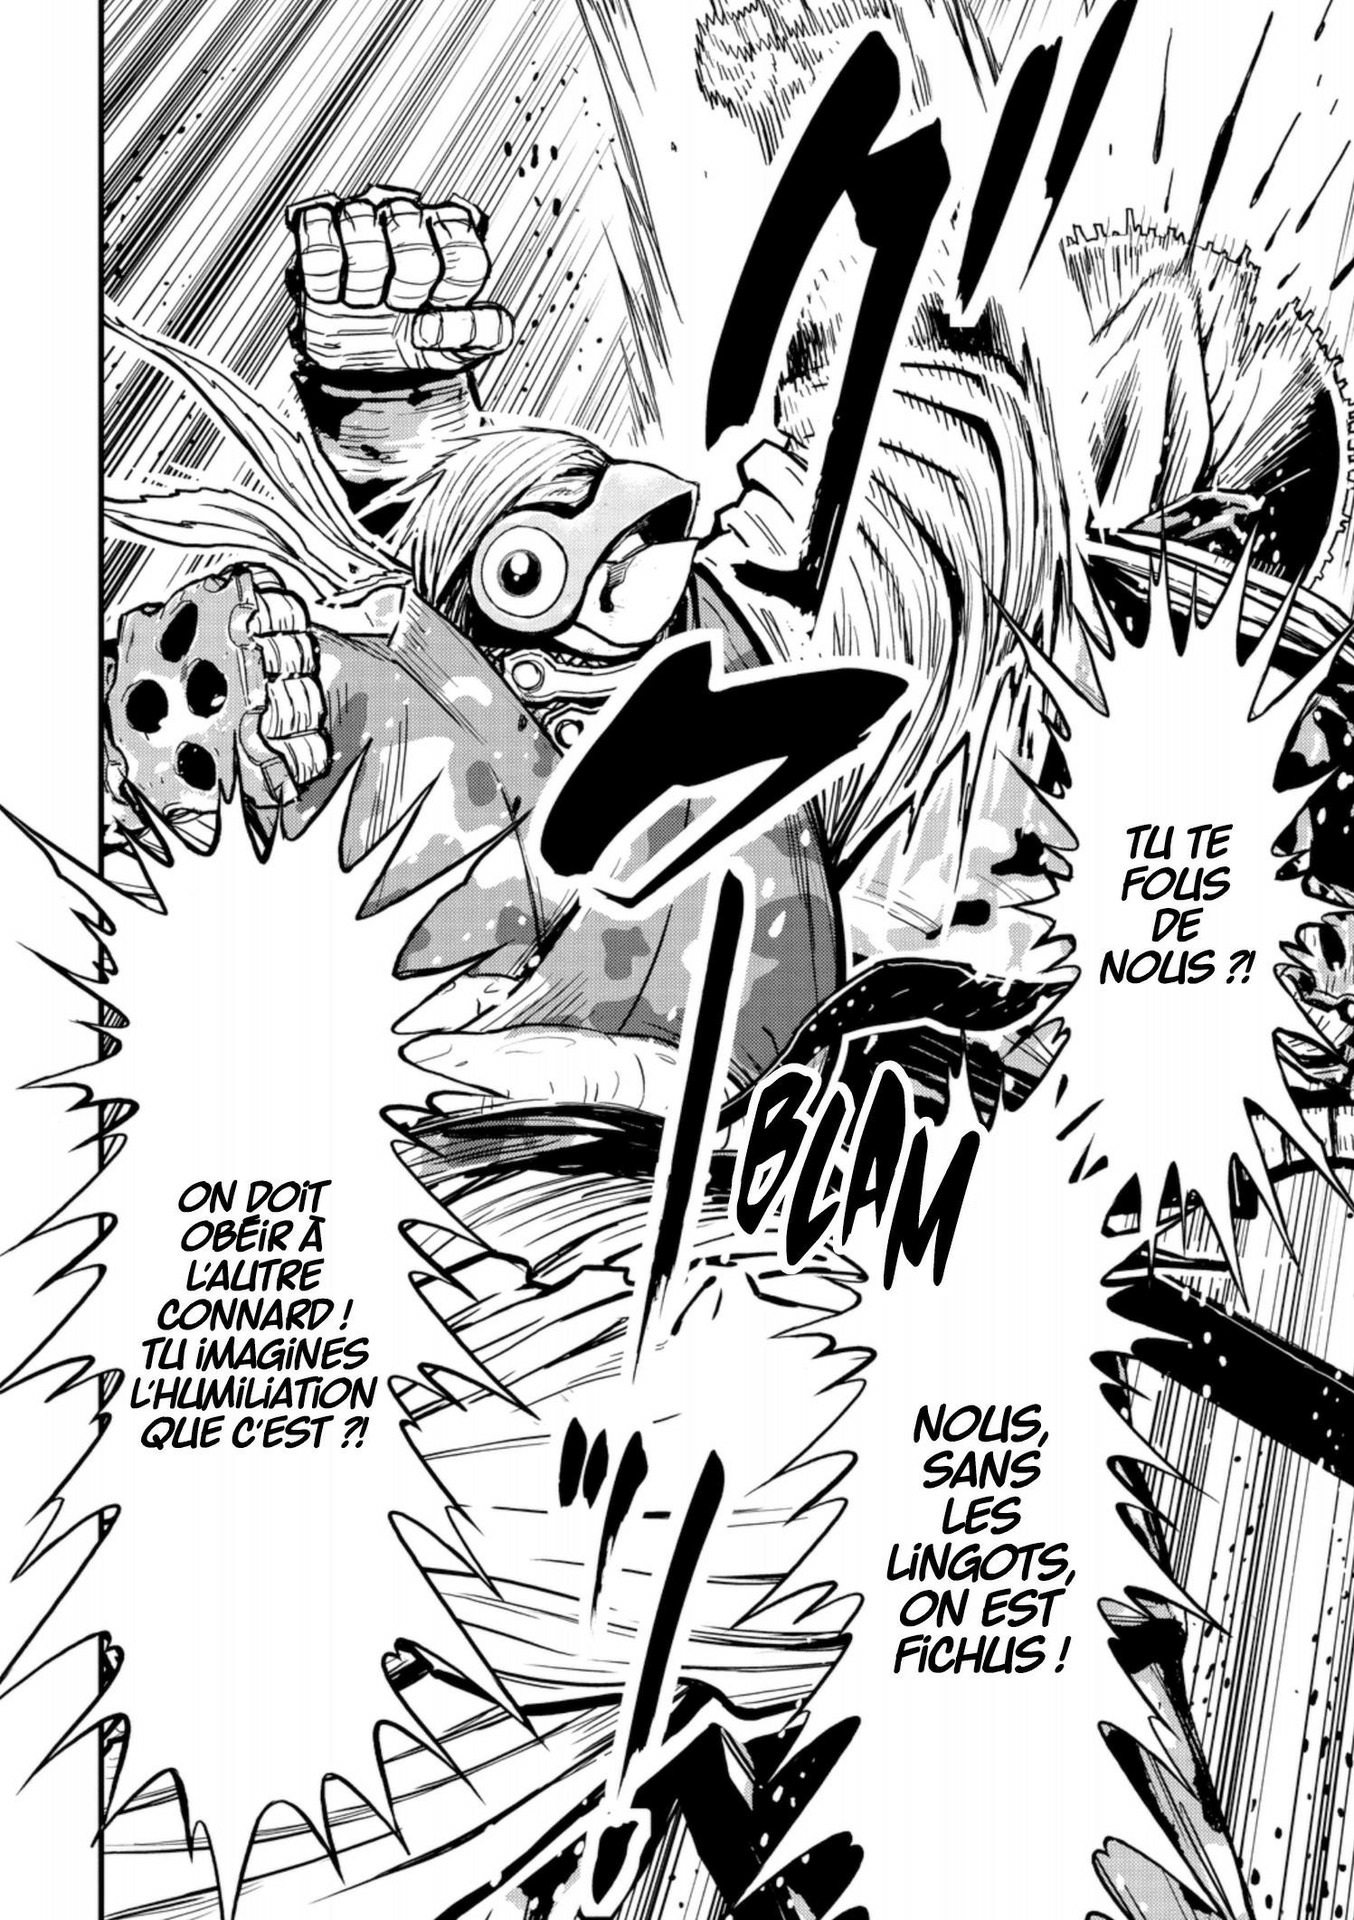 TU TE
FOUS
DE
NOUS ?!
NOUS,
SANS
LES
LiNGOTS,
ON EST
FiCHUS !
BLAM
ON DOiT
OBÉiR À
L'AUTRE
CONNARD !
TU iMAGiNES
L'HUMiLiATiON
QUE C'EST ?!